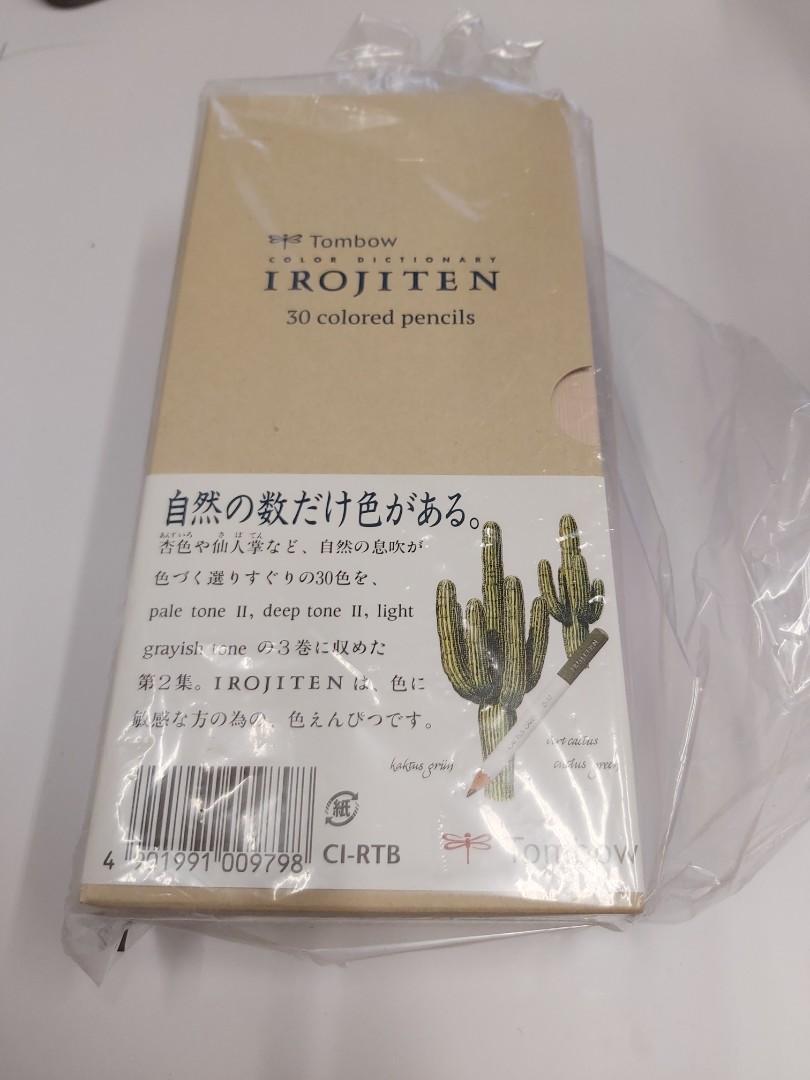 Tombow
COLOR DICTIONARY
IROJITEN
30 colored pencils
自然の数だけ色がある。
あんずいろ さぼてん
杏色や仙人掌など、自然の息吹が
色づく選りすぐりの30色を、
pale tone II, deep tone II, light
grayish tone の3巻に収めた
第2集。IROJITENは、色に
敏感な方の為の、色えんぴつです。
IROJITEN
kaktus grün
cactus
cactus green
紙
4 901991 009798
CI-RTB
Tombow